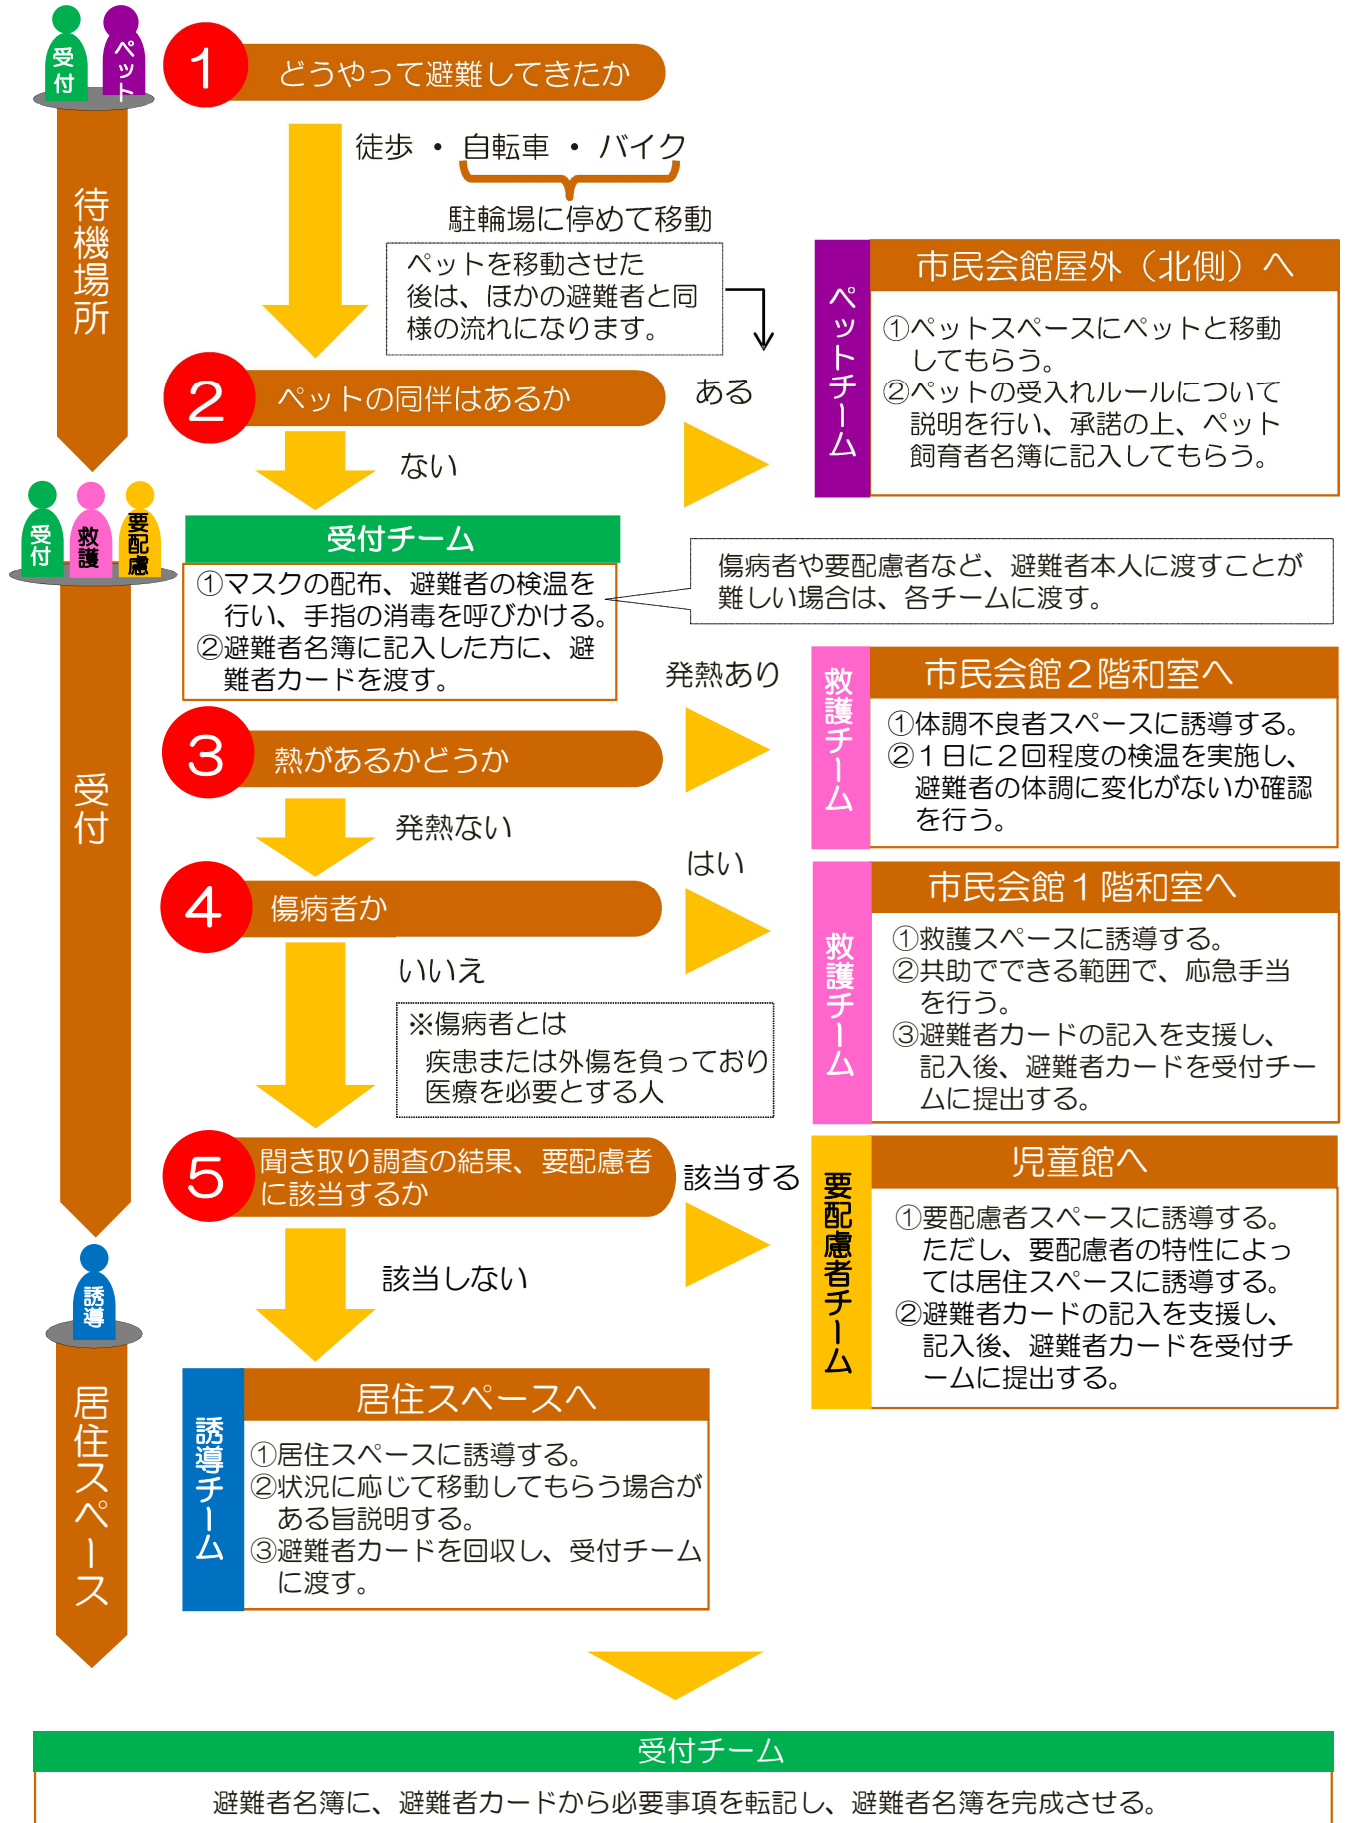 受付
ペット
1
どうやって避難してきたか
待機場所
徒歩 ・ 自転車 ・ バイク
駐輪場に停めて移動
ペットを移動させた
後は、ほかの避難者と同
様の流れになります。
2
ペットの同伴はあるか
ある
ない
ペットチーム
市民会館屋外（北側）へ
①ペットスペースにペットと移動
してもらう。
②ペットの受入れルールについて
説明を行い、承諾の上、ペット
飼育者名簿に記入してもらう。
受付
救護
要配慮
受付
受付チーム
①マスクの配布、避難者の検温を
行い、手指の消毒を呼びかける。
②避難者名簿に記入した方に、避
難者カードを渡す。
傷病者や要配慮者など、避難者本人に渡すことが
難しい場合は、各チームに渡す。
3
熱があるかどうか
発熱あり
発熱ない
救護チーム
市民会館２階和室へ
①体調不良者スペースに誘導する。
②１日に２回程度の検温を実施し、
避難者の体調に変化がないか確認
を行う。
4
傷病者か
はい
いいえ
※傷病者とは
疾患または外傷を負っており
医療を必要とする人
救護チーム
市民会館１階和室へ
①救護スペースに誘導する。
②共助でできる範囲で、応急手当
を行う。
③避難者カードの記入を支援し、
記入後、避難者カードを受付チー
ムに提出する。
5
聞き取り調査の結果、要配慮者
に該当するか
該当する
該当しない
要配慮者チーム
児童館へ
①要配慮者スペースに誘導する。
ただし、要配慮者の特性によっ
ては居住スペースに誘導する。
②避難者カードの記入を支援し、
記入後、避難者カードを受付チ
ームに提出する。
誘導
居住スペース
誘導チーム
居住スペースへ
①居住スペースに誘導する。
②状況に応じて移動してもらう場合が
ある旨説明する。
③避難者カードを回収し、受付チーム
に渡す。
受付チーム
避難者名簿に、避難者カードから必要事項を転記し、避難者名簿を完成させる。